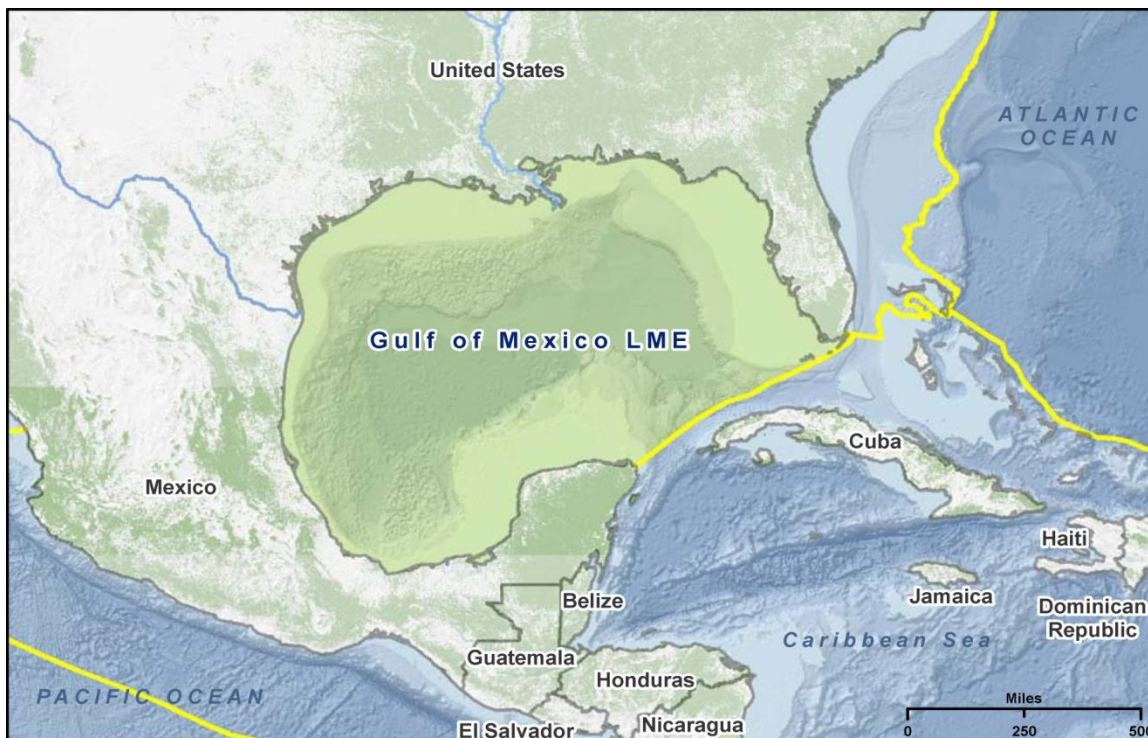 United States
ATLANTIC
OCEAN
Gulf of Mexico LME
Cuba
Mexico
Haiti
Belize
Jamaica
Dominican
Republic
Caribbean Sea
Guatemala
Honduras
PACIFIC OCEAN
El Salvador
Nicaragua
Miles
0 250 500